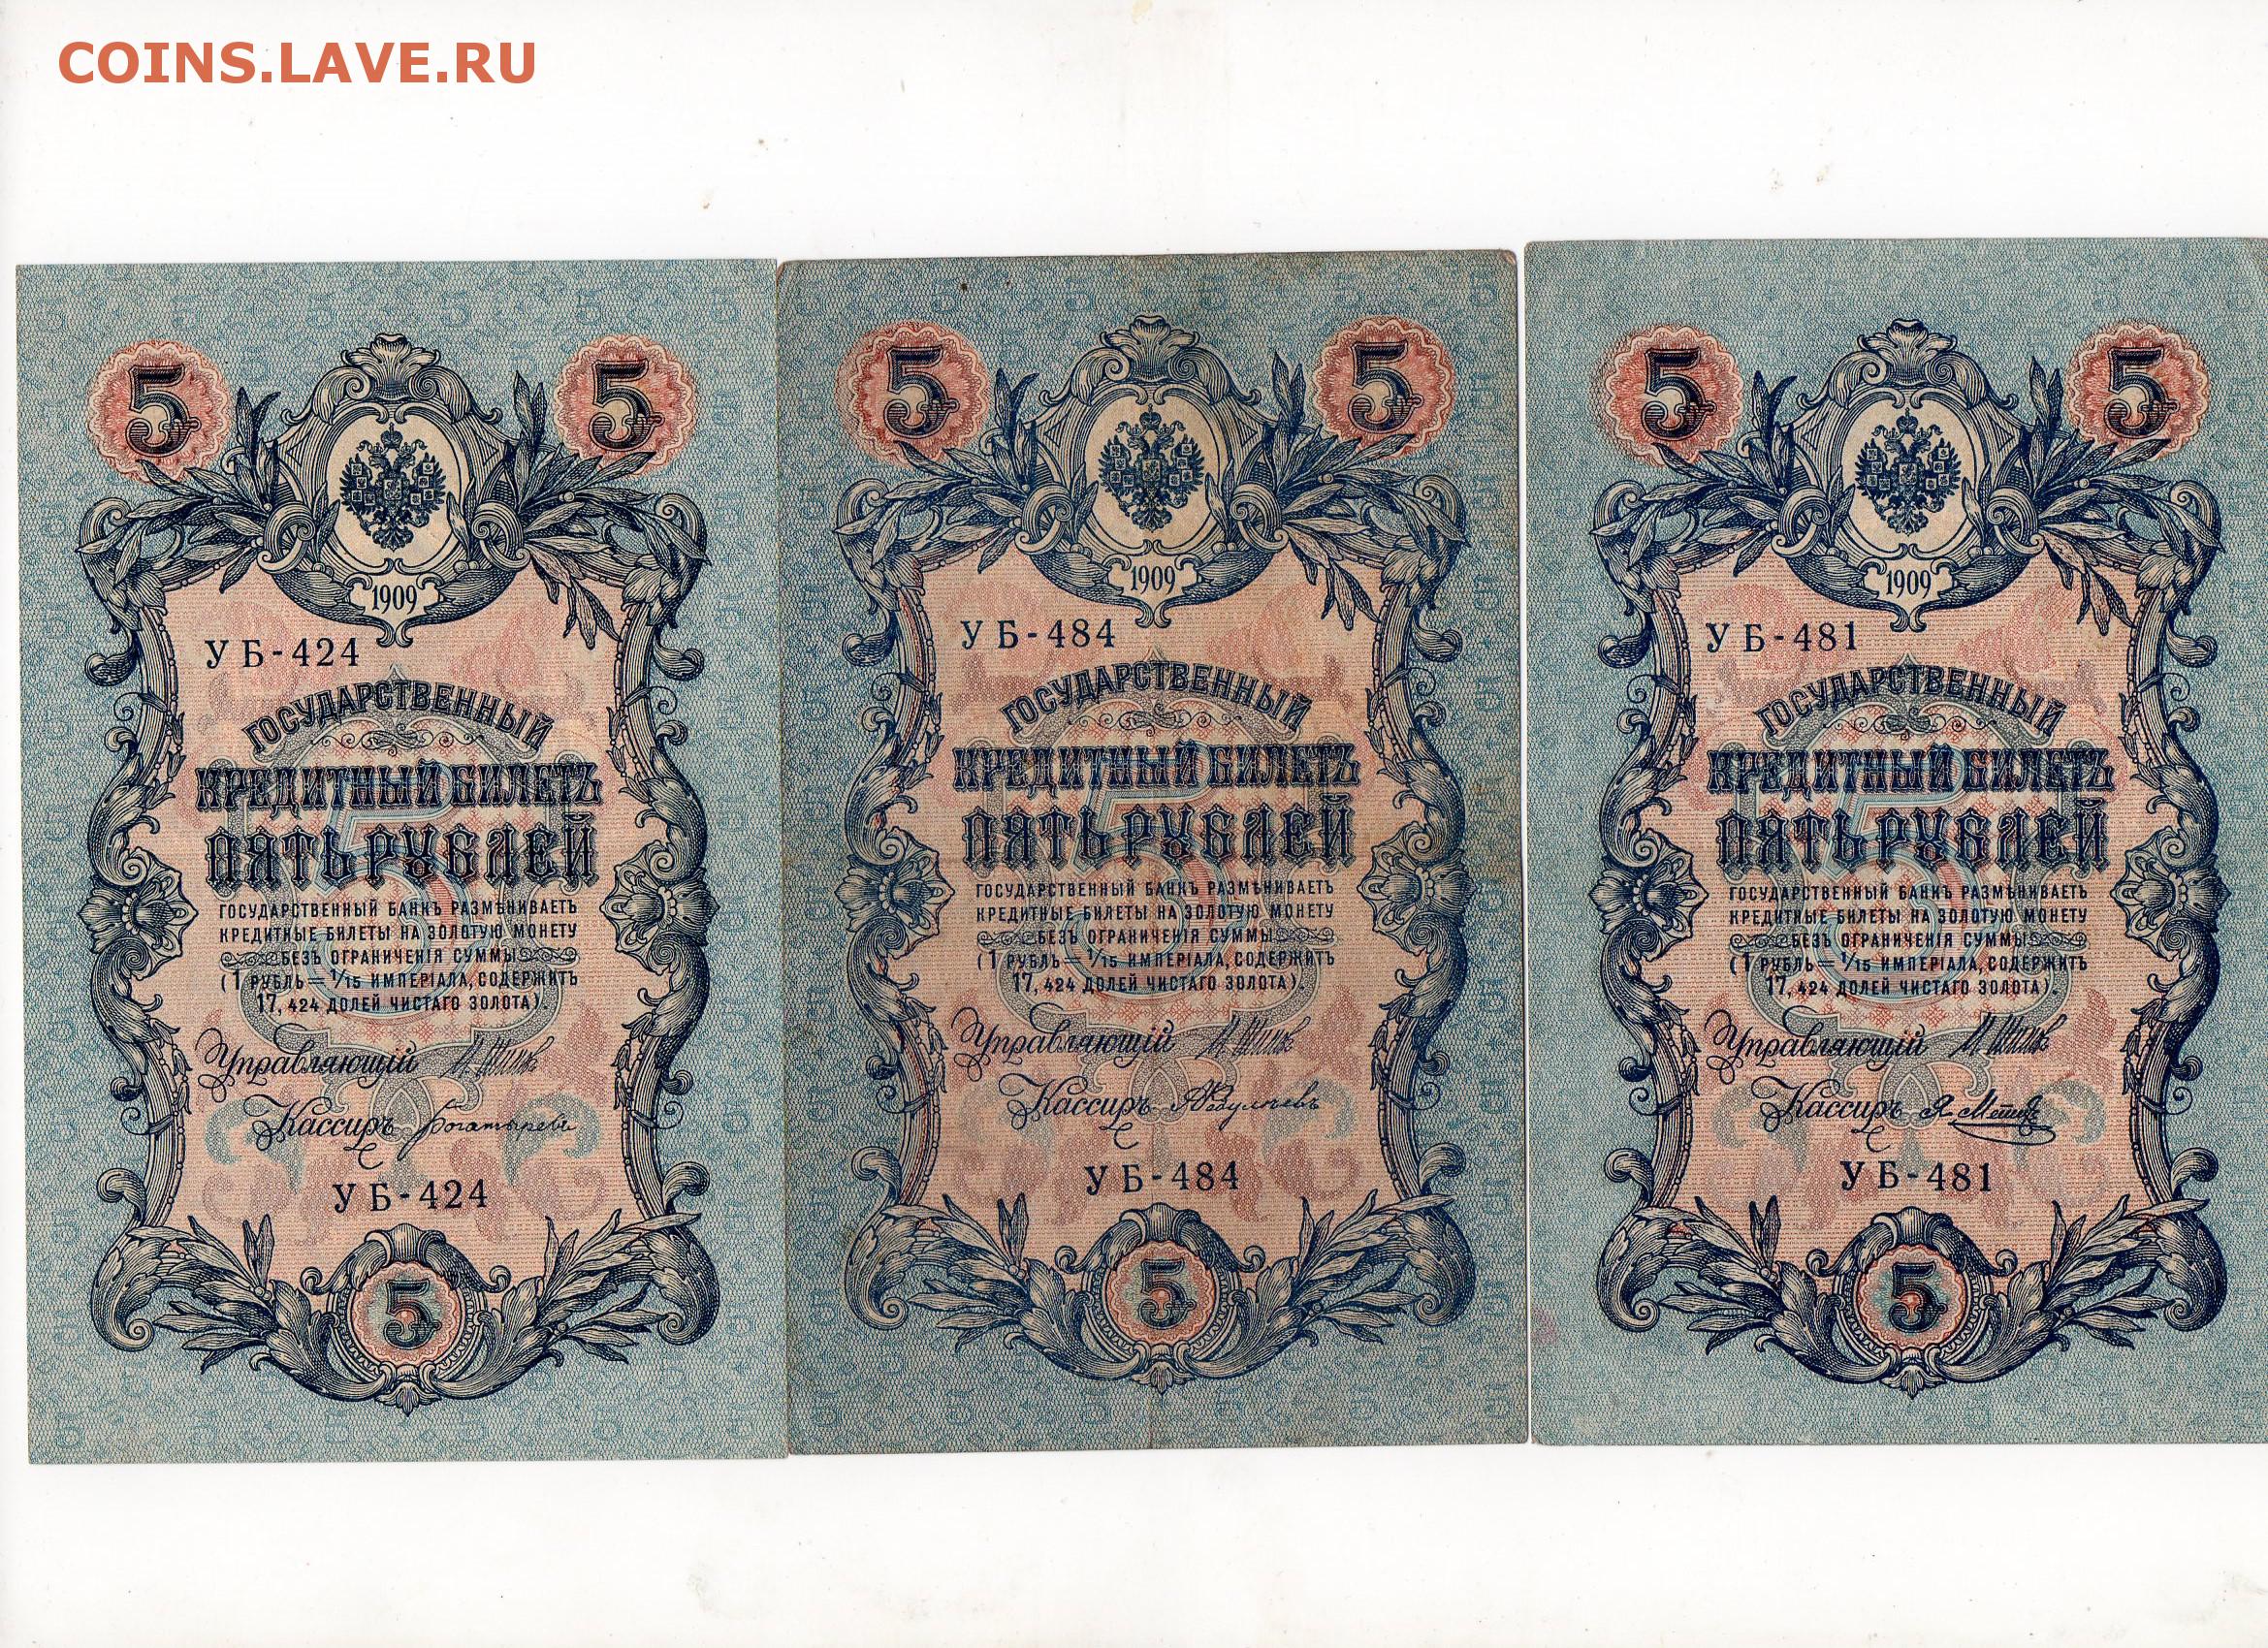 COINS.LAVE.RU
5 5
1909
УБ-424
ГОСУДАРСТВЕННЫЙ
КРЕДИТНЫЙ БИЛЕТЪ
ПЯТЬ РУБЛЕЙ
ГОСУДАРСТВЕННЫЙ БАНКЪ РАЗМѢНИВАЕТЪ
КРЕДИТНЫЕ БИЛЕТЫ НА ЗОЛОТУЮ МОНЕТУ
БЕЗЪ ОГРАНИЧЕНІЯ СУММЫ
(1 РУБЛЬ = 1/15 ИМПЕРІАЛА, СОДЕРЖИТЪ
17,424 ДОЛЕЙ ЧИСТАГО ЗОЛОТА).
Управляющій И. Шиповъ
Кассиръ Богатыревъ
УБ-424
5
5 5
1909
УБ-484
ГОСУДАРСТВЕННЫЙ
КРЕДИТНЫЙ БИЛЕТЪ
ПЯТЬ РУБЛЕЙ
ГОСУДАРСТВЕННЫЙ БАНКЪ РАЗМѢНИВАЕТЪ
КРЕДИТНЫЕ БИЛЕТЫ НА ЗОЛОТУЮ МОНЕТУ
БЕЗЪ ОГРАНИЧЕНІЯ СУММЫ
(1 РУБЛЬ = 1/15 ИМПЕРІАЛА, СОДЕРЖИТЪ
17,424 ДОЛЕЙ ЧИСТАГО ЗОЛОТА).
Управляющій И. Шиповъ
Кассиръ
УБ-484
5
5 5
1909
УБ-481
ГОСУДАРСТВЕННЫЙ
КРЕДИТНЫЙ БИЛЕТЪ
ПЯТЬ РУБЛЕЙ
ГОСУДАРСТВЕННЫЙ БАНКЪ РАЗМѢНИВАЕТЪ
КРЕДИТНЫЕ БИЛЕТЫ НА ЗОЛОТУЮ МОНЕТУ
БЕЗЪ ОГРАНИЧЕНІЯ СУММЫ
(1 РУБЛЬ = 1/15 ИМПЕРІАЛА, СОДЕРЖИТЪ
17,424 ДОЛЕЙ ЧИСТАГО ЗОЛОТА).
Управляющій И. Шиповъ
Кассиръ Я. Метцъ
УБ-481
5